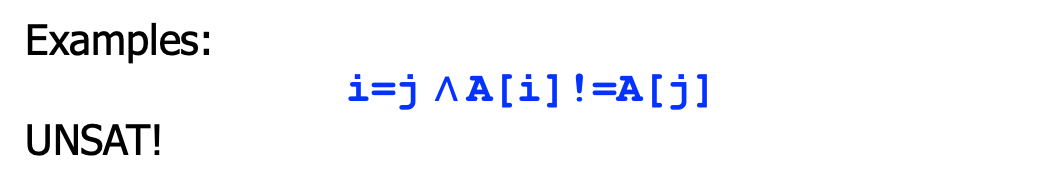 Examples:
i=j ∧ A[i]!=A[j]
UNSAT!